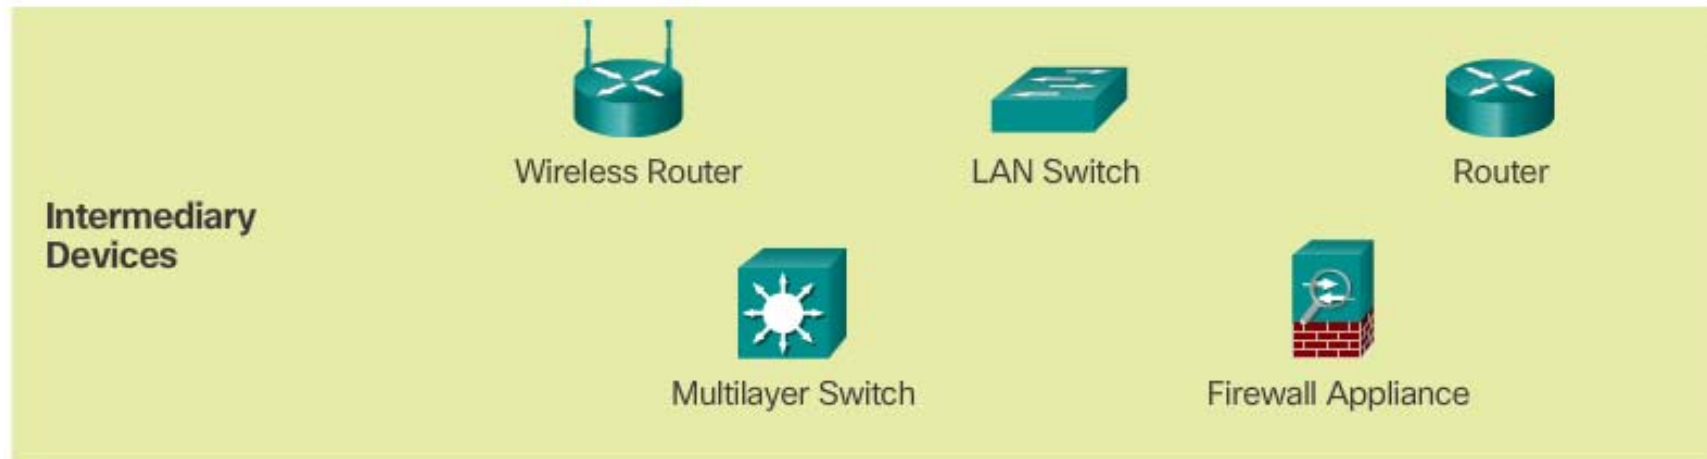 Intermediary
Devices
Wireless Router
LAN Switch
Router
Multilayer Switch
Firewall Appliance